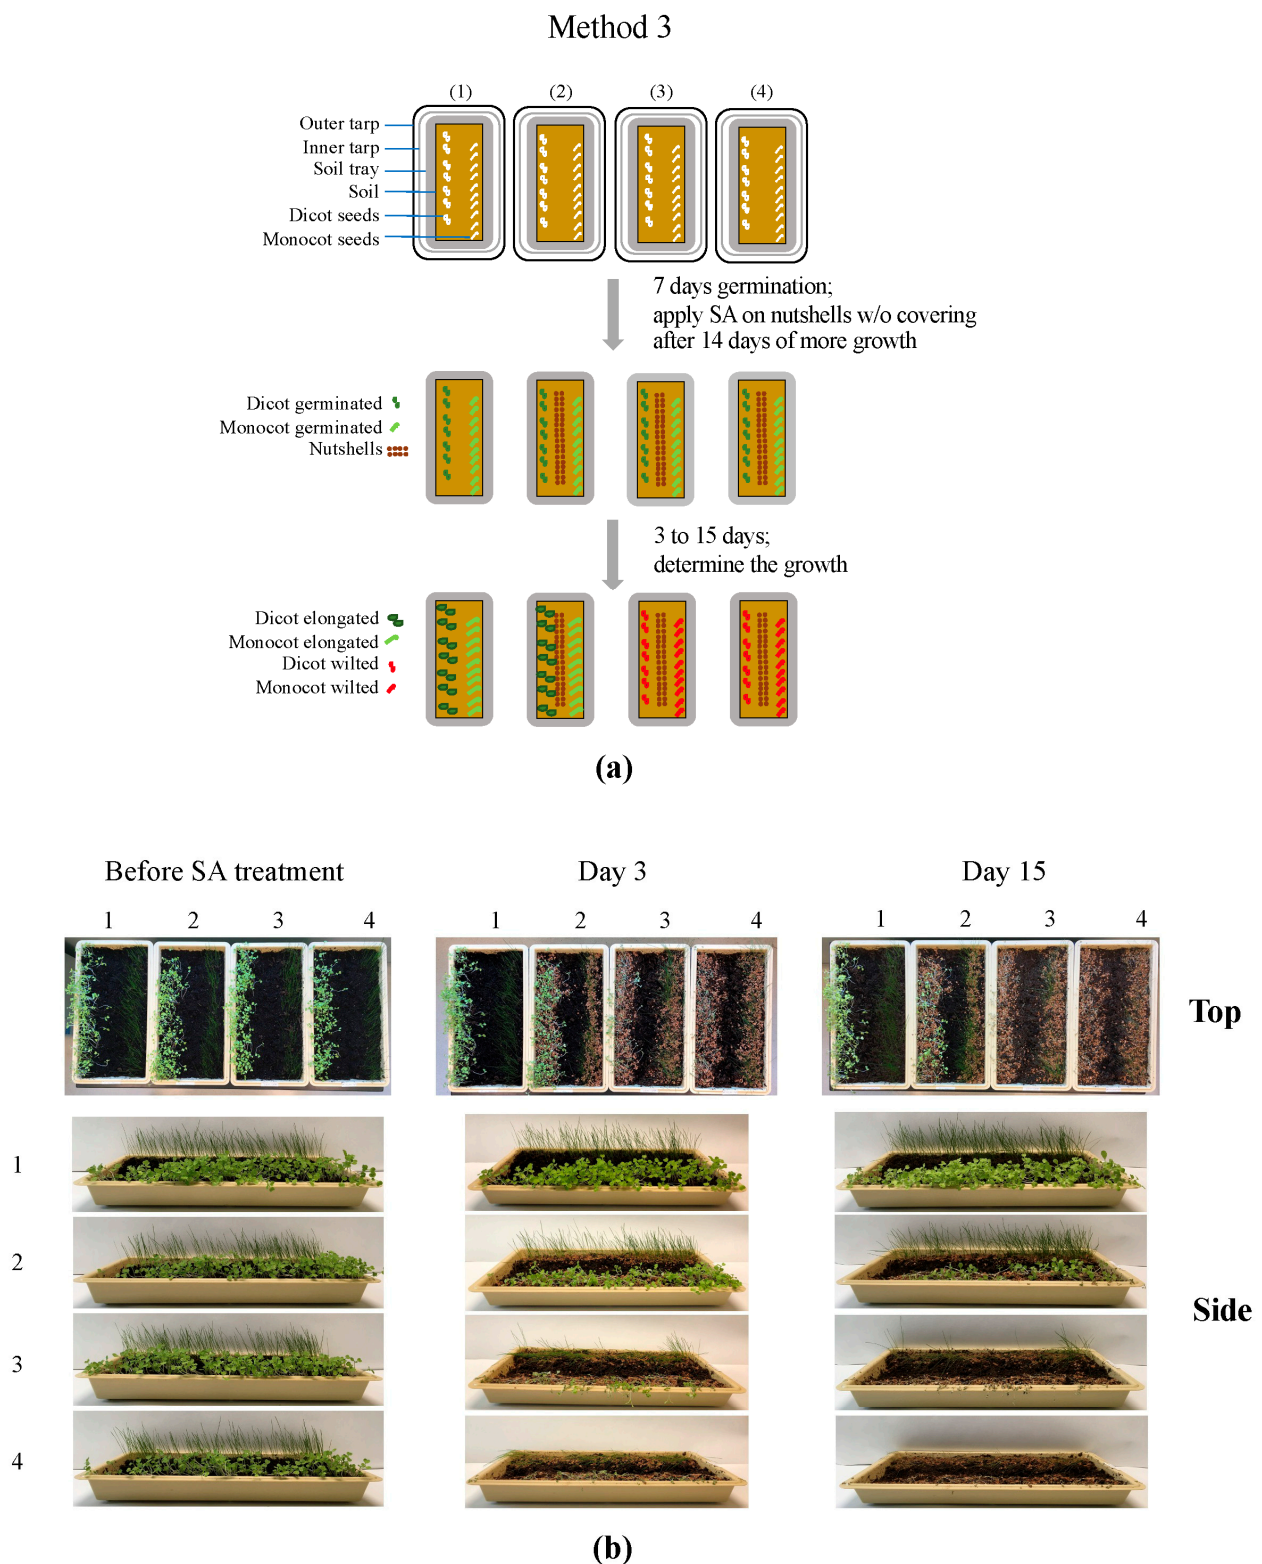 Method 3
(1) (2) (3) (4)
Outer tarp
Inner tarp
Soil tray
Soil
Dicot seeds
Monocot seeds
7 days germination;
apply SA on nutshells w/o covering
after 14 days of more growth
Dicot germinated
Monocot germinated
Nutshells
3 to 15 days;
determine the growth
Dicot elongated
Monocot elongated
Dicot wilted
Monocot wilted
(a)
Before SA treatment Day 3 Day 15
1 2 3 4 1 2 3 4 1 2 3 4
Top
1
2
Side
3
4
(b)